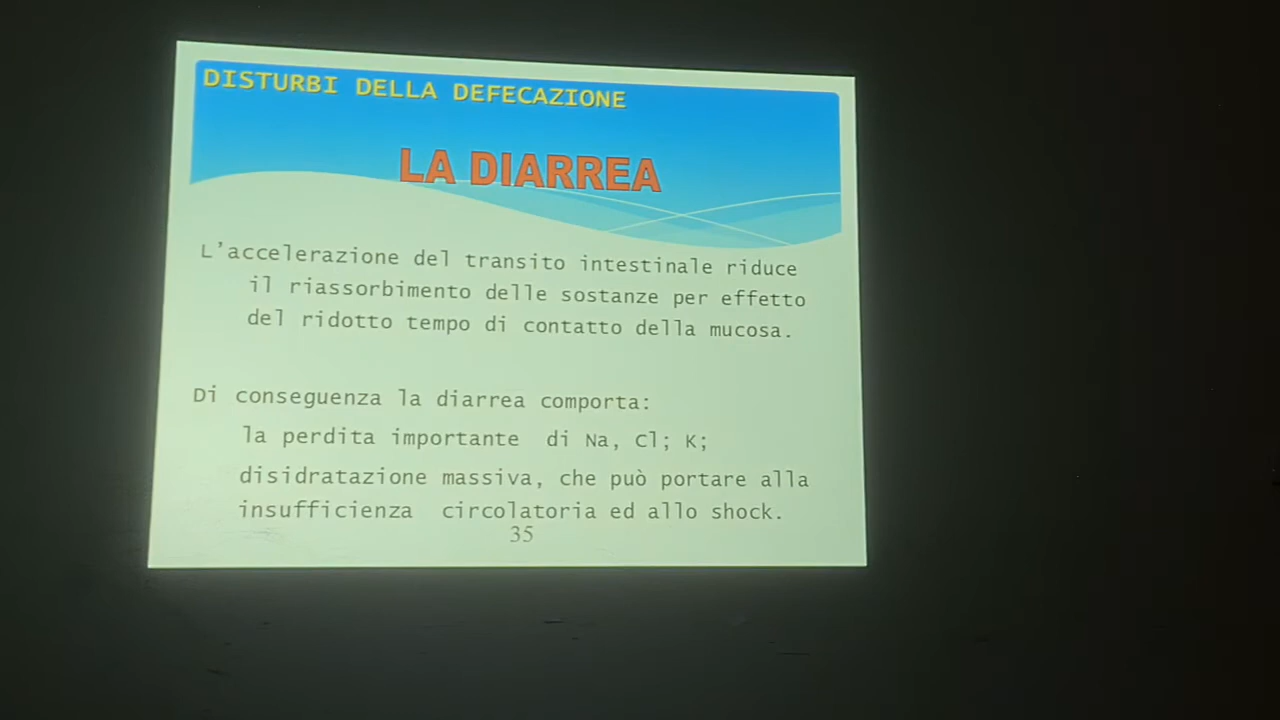 DISTURBI DELLA DEFECAZIONE
LA DIARREA
L'accelerazione del transito intestinale riduce
il riassorbimento delle sostanze per effetto
del ridotto tempo di contatto della mucosa.
Di conseguenza la diarrea comporta:
la perdita importante di Na, Cl; K;
disidratazione massiva, che può portare alla
insufficienza circolatoria ed allo shock.
35